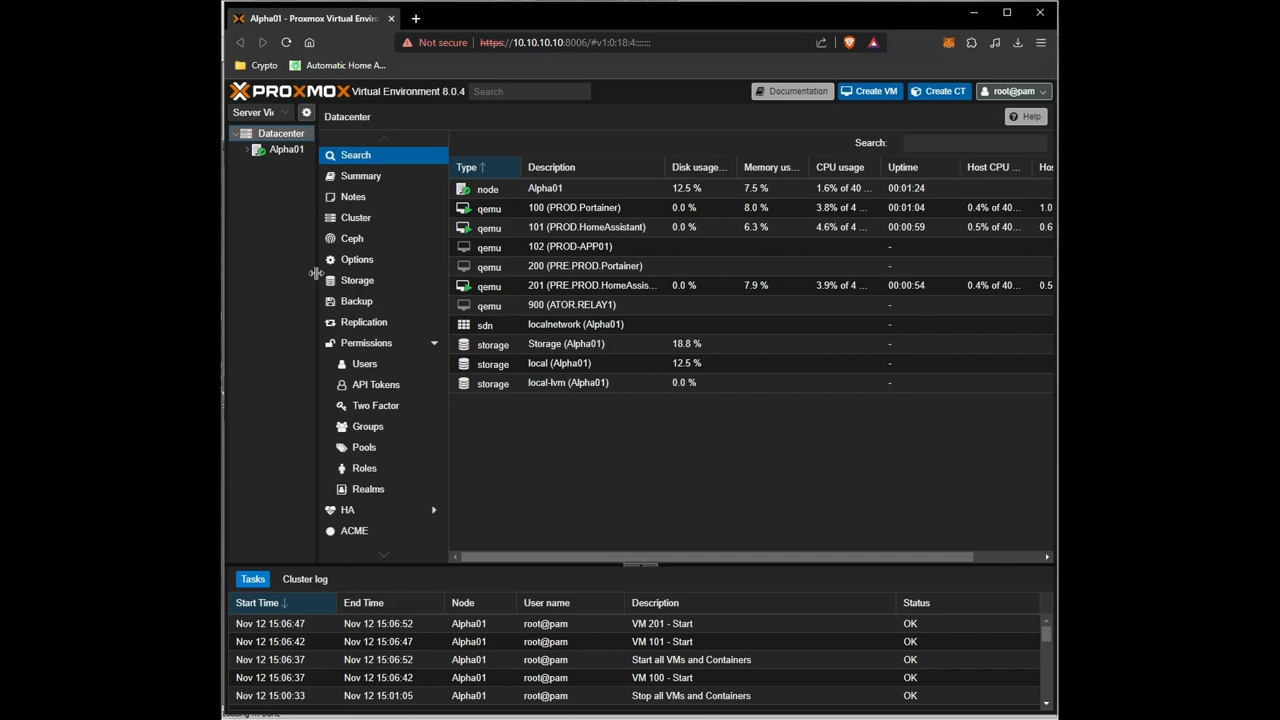 Alpha01 - Proxmox Virtual Enviro
Not secure https://10.10.10.10:8006/#v1:0:18:4:::::::
Crypto Automatic Home A...
PROXMOX Virtual Environment 8.0.4 Search Documentation Create VM Create CT root@pam
Server Vi Datacenter Help
Datacenter
Alpha01
Search
Summary
Notes
Cluster
Ceph
Options
Storage
Backup
Replication
Permissions
Users
API Tokens
Two Factor
Groups
Pools
Roles
Realms
HA
ACME
Search:
Type Description Disk usage... Memory us... CPU usage Uptime Host CPU ... Ho
node Alpha01 12.5 % 7.5 % 1.6% of 40 ... 00:01:24
qemu 100 (PROD.Portainer) 0.0 % 8.0 % 3.8% of 4 ... 00:01:04 0.4% of 40... 1.0
qemu 101 (PROD.HomeAssistant) 0.0 % 6.3 % 4.6% of 4 ... 00:00:59 0.5% of 40... 0.6
qemu 102 (PROD-APP01) -
qemu 200 (PRE.PROD.Portainer) -
qemu 201 (PRE.PROD.HomeAssis... 0.0 % 7.9 % 3.9% of 4 ... 00:00:54 0.4% of 40... 0.5
qemu 900 (ATOR.RELAY1) -
sdn localnetwork (Alpha01) -
storage Storage (Alpha01) 18.8 % -
storage local (Alpha01) 12.5 % -
storage local-lvm (Alpha01) 0.0 % -
Tasks Cluster log
Start Time End Time Node User name Description Status
Nov 12 15:06:47 Nov 12 15:06:52 Alpha01 root@pam VM 201 - Start OK
Nov 12 15:06:42 Nov 12 15:06:47 Alpha01 root@pam VM 101 - Start OK
Nov 12 15:06:37 Nov 12 15:06:52 Alpha01 root@pam Start all VMs and Containers OK
Nov 12 15:06:37 Nov 12 15:06:42 Alpha01 root@pam VM 100 - Start OK
Nov 12 15:00:33 Nov 12 15:01:05 Alpha01 root@pam Stop all VMs and Containers OK